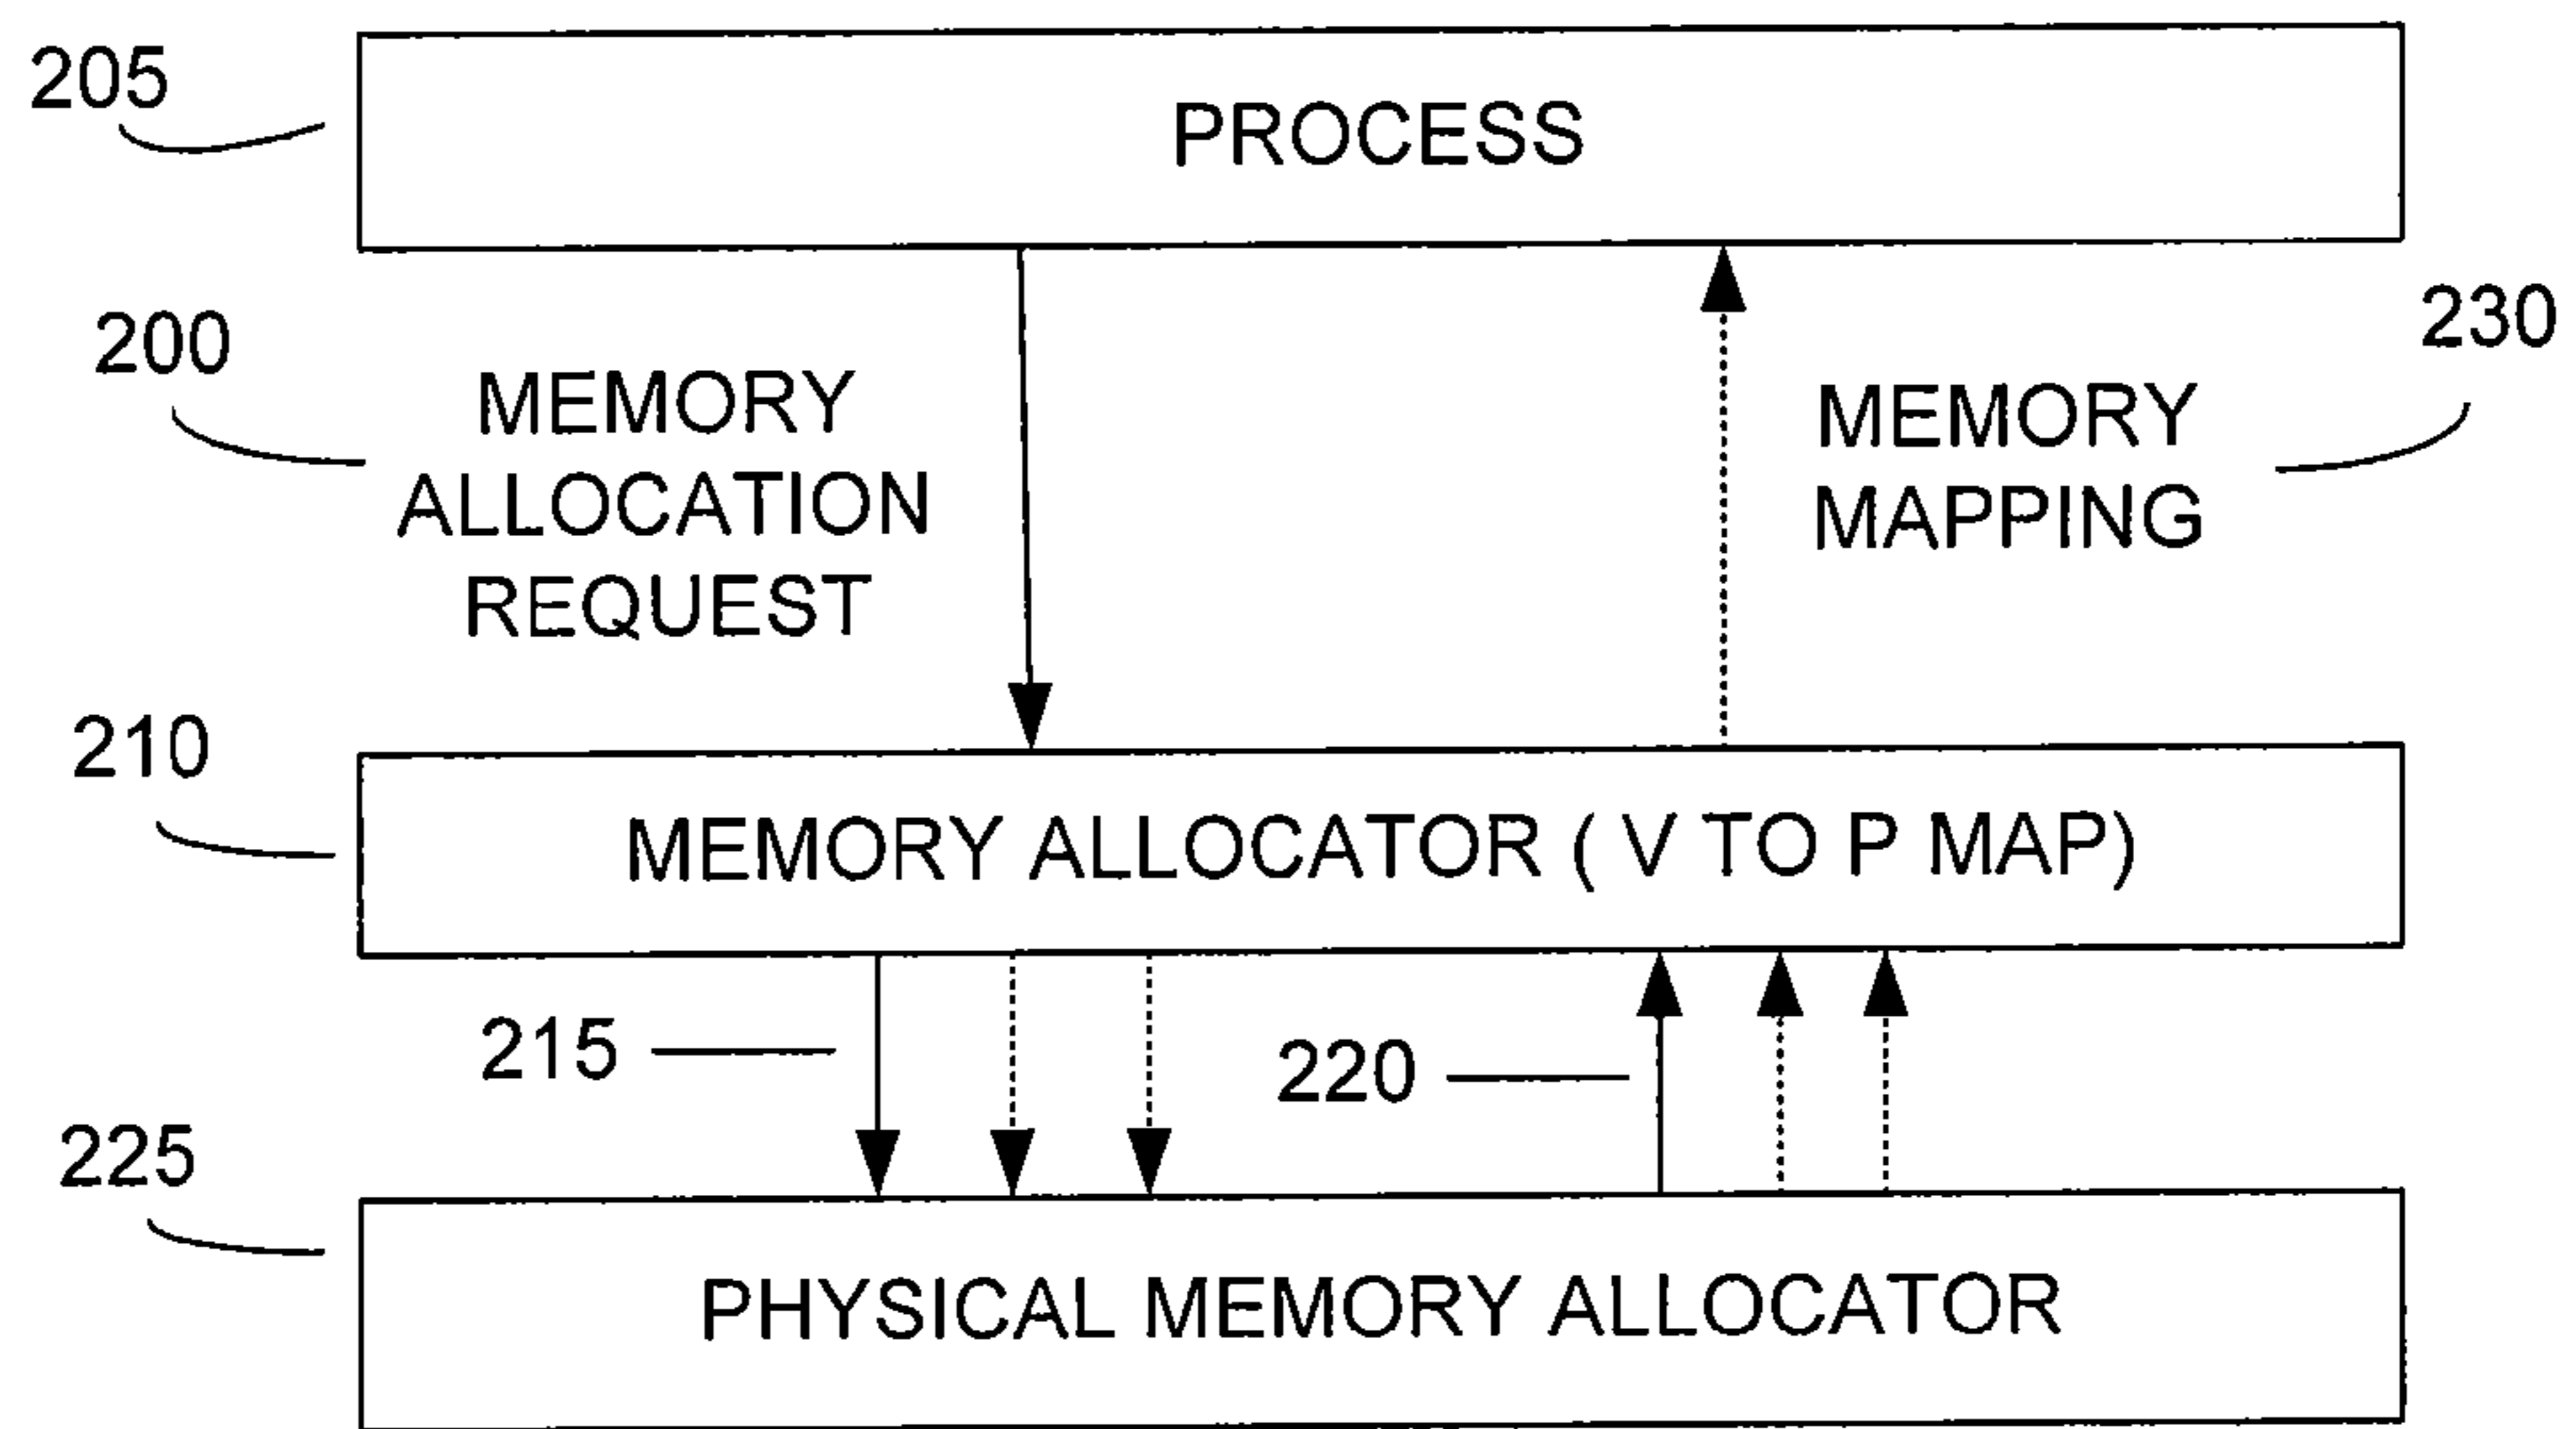 205
PROCESS
200
MEMORY
ALLOCATION
REQUEST
230
MEMORY
MAPPING
210
MEMORY ALLOCATOR ( V TO P MAP)
215
220
225
PHYSICAL MEMORY ALLOCATOR